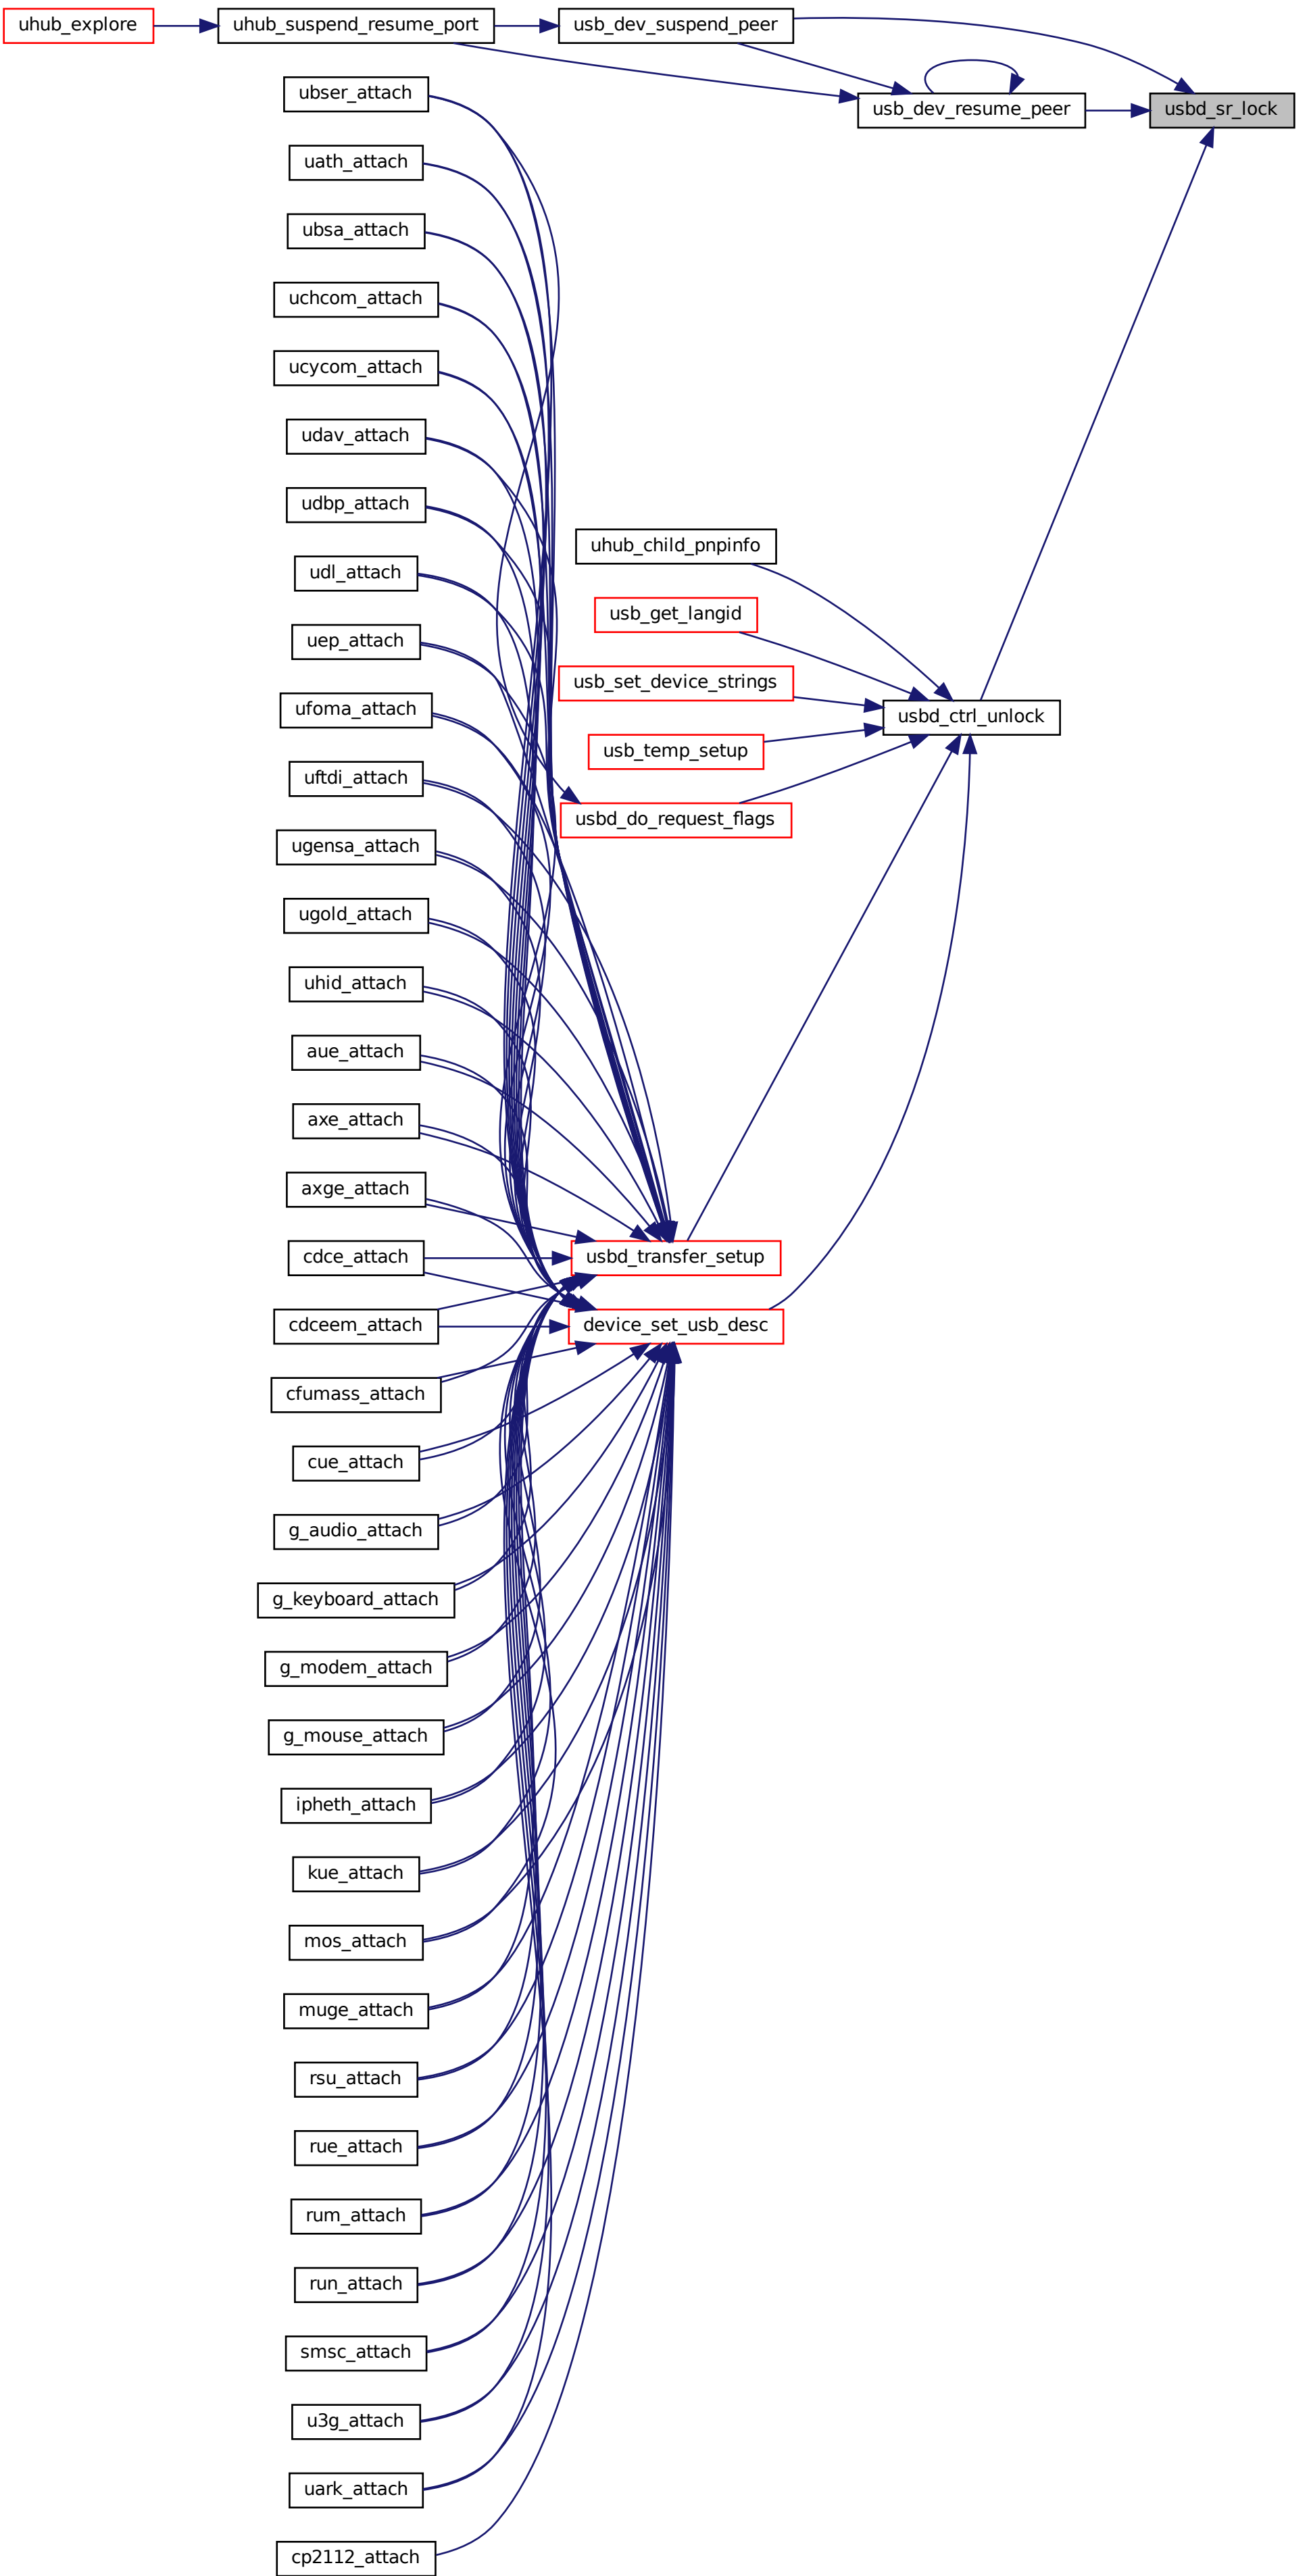 uhub_explore
uhub_suspend_resume_port
usb_dev_suspend_peer
usb_dev_resume_peer
usbd_sr_lock
ubser_attach
uath_attach
ubsa_attach
uchcom_attach
ucycom_attach
udav_attach
udbp_attach
udl_attach
uep_attach
ufoma_attach
uftdi_attach
ugensa_attach
ugold_attach
uhid_attach
aue_attach
axe_attach
axge_attach
cdce_attach
cdceem_attach
cfumass_attach
cue_attach
g_audio_attach
g_keyboard_attach
g_modem_attach
g_mouse_attach
ipheth_attach
kue_attach
mos_attach
muge_attach
rsu_attach
rue_attach
rum_attach
run_attach
smsc_attach
u3g_attach
uark_attach
cp2112_attach
uhub_child_pnpinfo
usb_get_langid
usb_set_device_strings
usb_temp_setup
usbd_do_request_flags
usbd_ctrl_unlock
usbd_transfer_setup
device_set_usb_desc